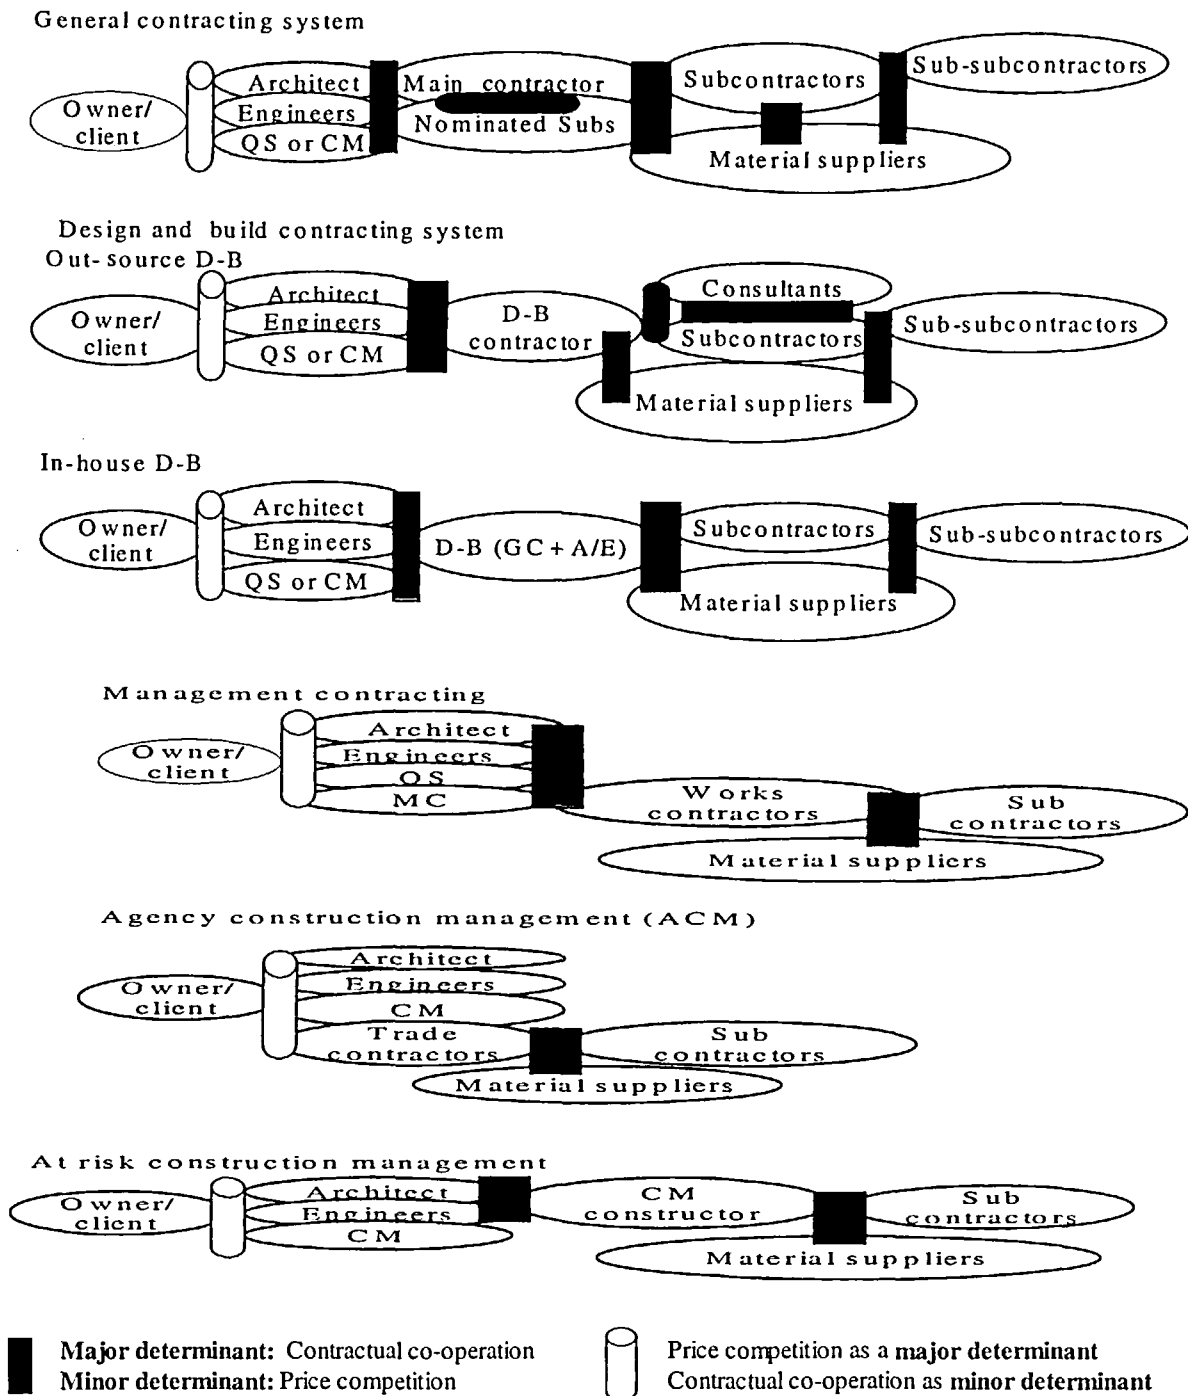 General contracting system
Owner/
client
Architect
Engineers
QS or CM
Main contractor
Nominated Subs
Subcontractors
Material suppliers
Sub-subcontractors
Design and build contracting system
Out-source D-B
Owner/
client
Architect
Engineers
QS or CM
D-B
contractor
Consultants
Subcontractors
Material suppliers
Sub-subcontractors
In-house D-B
Owner/
client
Architect
Engineers
QS or CM
D-B (GC + A/E)
Subcontractors
Material suppliers
Sub-subcontractors
Management contracting
Owner/
client
Architect
Engineers
QS
MC
Works
contractors
Material suppliers
Sub
contractors
Agency construction management (ACM)
Owner/
client
Architect
Engineers
CM
Trade
contractors
Material suppliers
Sub
contractors
At risk construction management
Owner/
client
Architect
Engineers
CM
CM
constructor
Material suppliers
Sub
contractors
Major determinant: Contractual co-operation
Minor determinant: Price competition
Price competition as a major determinant
Contractual co-operation as minor determinant